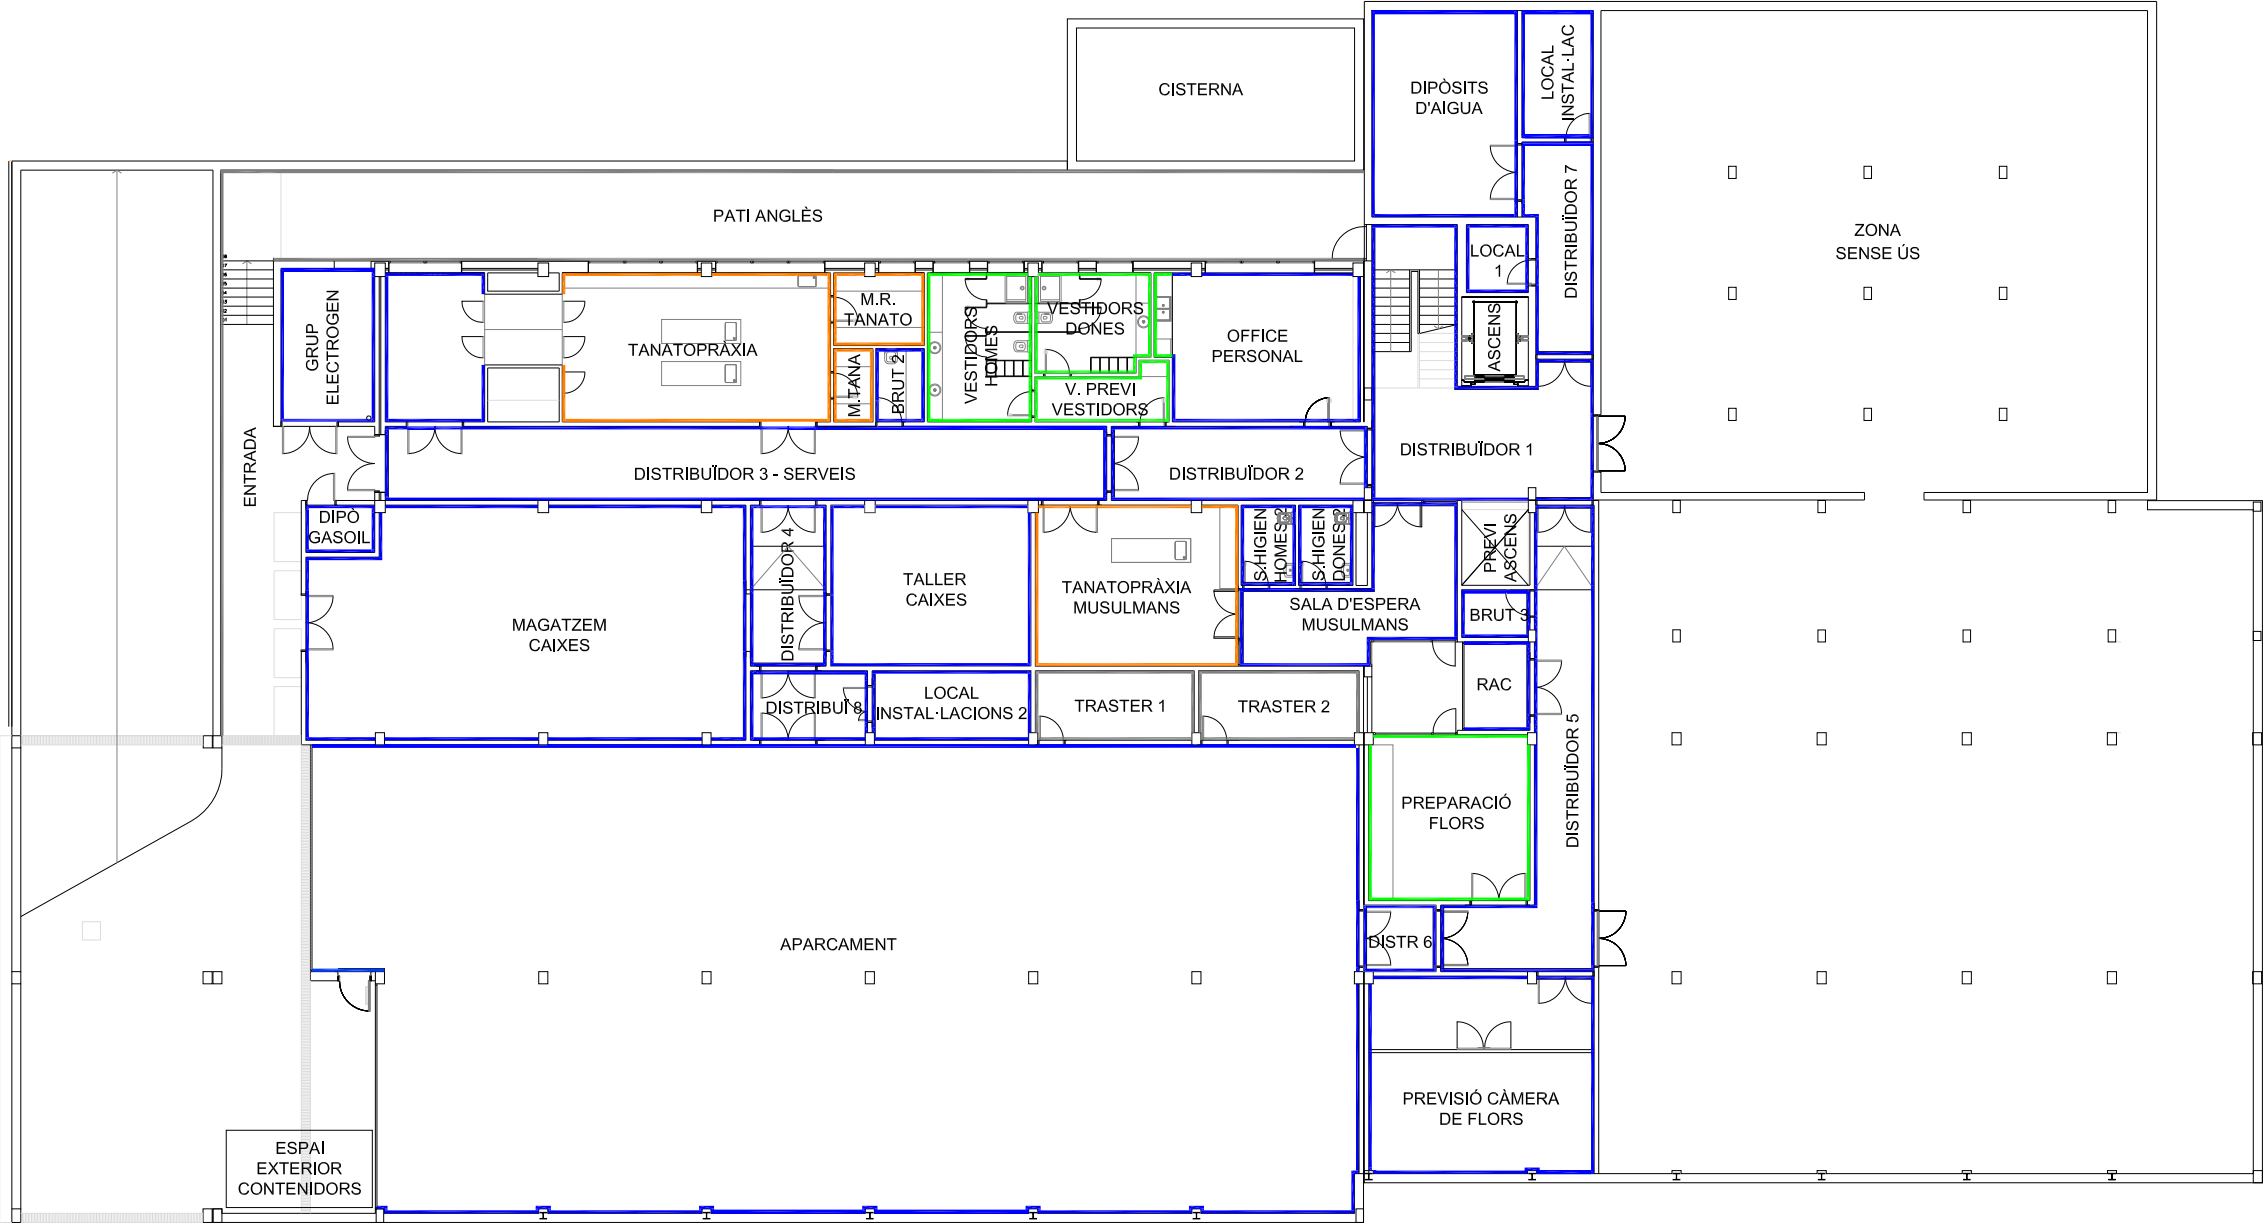 CISTERNA
DIPÒSITS
D'AIGUA
LOCAL
INSTAL·LAC
PATI ANGLÈS
DISTRIBUÏDOR 7
ZONA
SENSE ÚS
LOCAL
1
GRUP
ELECTROGEN
TANATOPRÀXIA
M.R.
TANATO
M.TANA
BRUT 2
VESTIDORS
HOMES
VESTIDORS
DONES
V. PREVI
VESTIDORS
OFFICE
PERSONAL
ASCENS
ENTRADA
DISTRIBUÏDOR 3 - SERVEIS
DISTRIBUÏDOR 2
DISTRIBUÏDOR 1
DIPÒ
GASOIL
MAGATZEM
CAIXES
DISTRIBUÏDOR 4
TALLER
CAIXES
TANATOPRÀXIA
MUSULMANS
S.HIGIEN
HOMES 2
S.HIGIEN
DONES 2
SALA D'ESPERA
MUSULMANS
PREVI
ASCENS
BRUT 3
RAC
DISTRIBUÏ 8
LOCAL
INSTAL·LACIONS 2
TRASTER 1
TRASTER 2
PREPARACIÓ
FLORS
DISTRIBUÏDOR 5
APARCAMENT
DISTR 6
PREVISIÓ CÀMERA
DE FLORS
ESPAI
EXTERIOR
CONTENIDORS